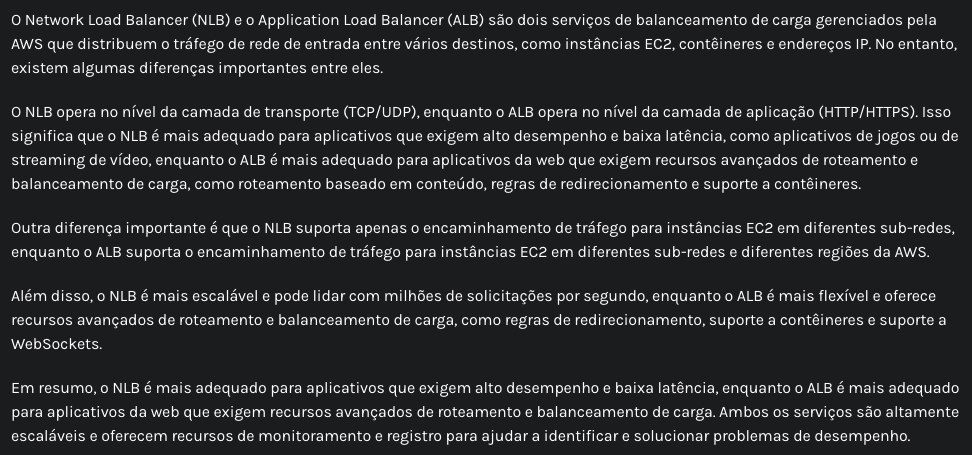 O Network Load Balancer (NLB) e o Application Load Balancer (ALB) são dois serviços de balanceamento de carga gerenciados pela
AWS que distribuem o tráfego de rede de entrada entre vários destinos, como instâncias EC2, contêineres e endereços IP. No entanto,
existem algumas diferenças importantes entre eles.
O NLB opera no nível da camada de transporte (TCP/UDP), enquanto o ALB opera no nível da camada de aplicação (HTTP/HTTPS). Isso
significa que o NLB é mais adequado para aplicativos que exigem alto desempenho e baixa latência, como aplicativos de jogos ou de
streaming de vídeo, enquanto o ALB é mais adequado para aplicativos da web que exigem recursos avançados de roteamento e
balanceamento de carga, como roteamento baseado em conteúdo, regras de redirecionamento e suporte a contêineres.
Outra diferença importante é que o NLB suporta apenas o encaminhamento de tráfego para instâncias EC2 em diferentes sub-redes,
enquanto o ALB suporta o encaminhamento de tráfego para instâncias EC2 em diferentes sub-redes e diferentes regiões da AWS.
Além disso, o NLB é mais escalável e pode lidar com milhões de solicitações por segundo, enquanto o ALB é mais flexível e oferece
recursos avançados de roteamento e balanceamento de carga, como regras de redirecionamento, suporte a contêineres e suporte a
WebSockets.
Em resumo, o NLB é mais adequado para aplicativos que exigem alto desempenho e baixa latência, enquanto o ALB é mais adequado
para aplicativos da web que exigem recursos avançados de roteamento e balanceamento de carga. Ambos os serviços são altamente
escaláveis e oferecem recursos de monitoramento e registro para ajudar a identificar e solucionar problemas de desempenho.